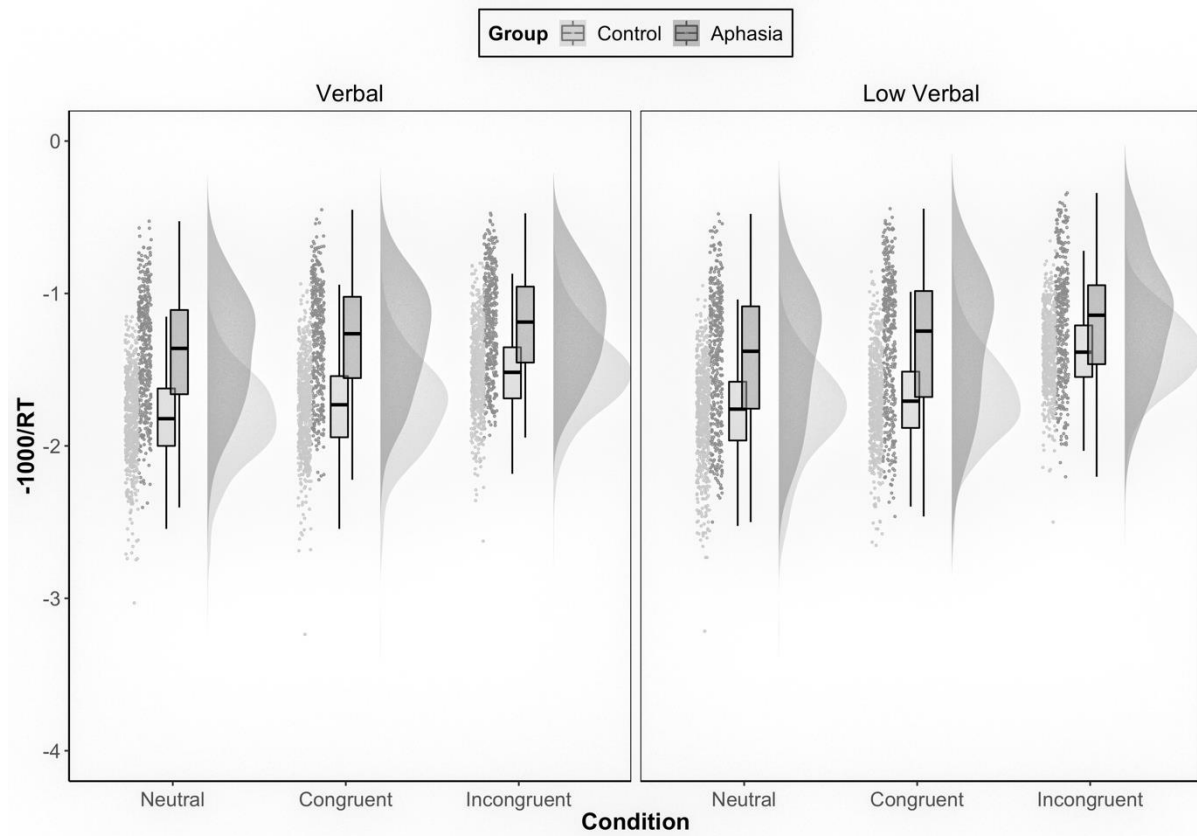 Group Control Aphasia
Verbal
Low Verbal
0
-1
-2
-3
-4
-1000/RT
Neutral Congruent Incongruent
Neutral Congruent Incongruent
Condition